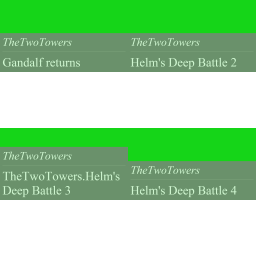 TheTwoTowers
Gandalf returns
TheTwoTowers
Helm's Deep Battle 2
TheTwoTowers
TheTwoTowers.Helm's
Deep Battle 3
TheTwoTowers
Helm's Deep Battle 4